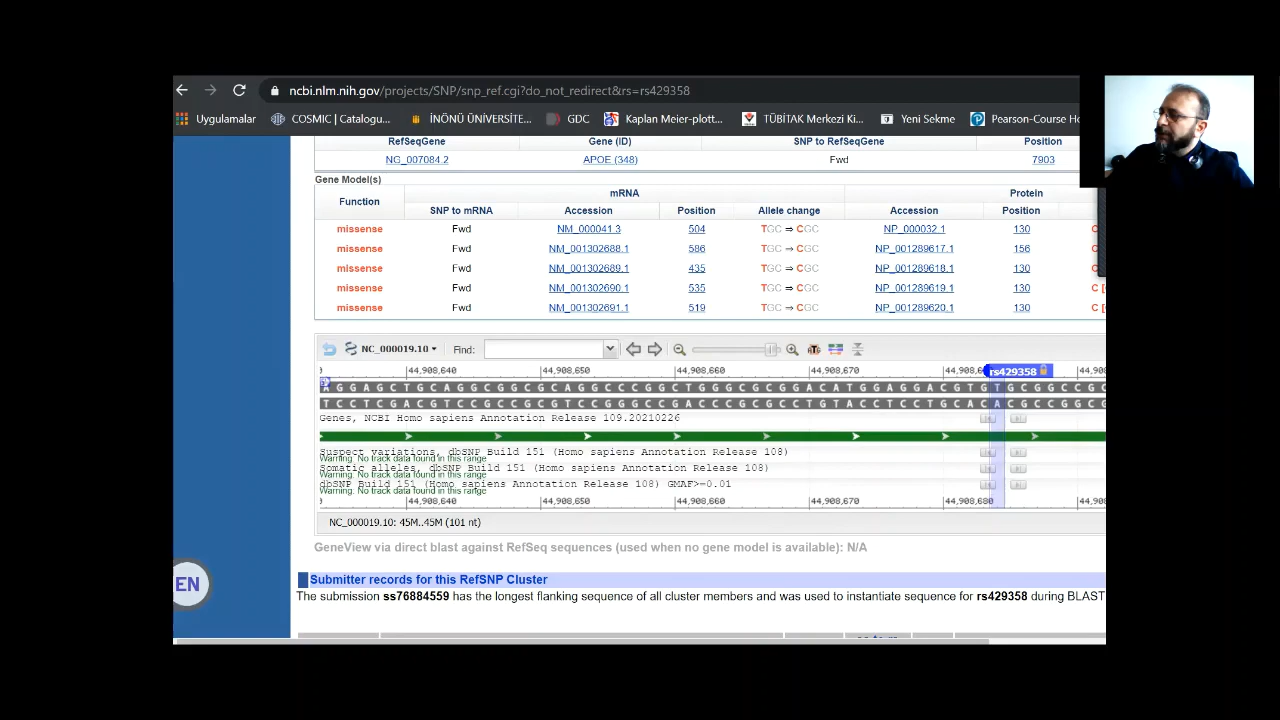 ncbi.nlm.nih.gov/projects/SNP/snp_ref.cgi?do_not_redirect&rs=rs429358
Uygulamalar COSMIC | Catalogu... İNÖNÜ ÜNİVERSİTE... GDC Kaplan Meier-plott... TÜBİTAK Merkezi Ki... Yeni Sekme Pearson-Course Ho
RefSeqGene Gene (ID) SNP to RefSeqGene Position
NG_007084.2 APOE (348) Fwd 7903
Gene Model(s)
Function mRNA Protein
SNP to mRNA Accession Position Allele change Accession Position
missense Fwd NM_000041.3 504 TGC ⇒ CGC NP_000032.1 130 C
missense Fwd NM_001302688.1 586 TGC ⇒ CGC NP_001289617.1 156 C
missense Fwd NM_001302689.1 435 TGC ⇒ CGC NP_001289618.1 130 C
missense Fwd NM_001302690.1 535 TGC ⇒ CGC NP_001289619.1 130 C [
missense Fwd NM_001302691.1 519 TGC ⇒ CGC NP_001289620.1 130 C [
NC_000019.10 Find:
44,908,640 44,908,650 44,908,660 44,908,670 rs429358 44,908
A G G A G C T G C A G G C G G C G C A G G C C C G G C T G G G C G C G G A C A T G G A G G A C G T G T G C G G C C G C
T C C T C G A C G T C C G C C G C G T C C G G G C C G A C C C G C G C C T G T A C C T C C T G C A C A C G C C G G C G
Genes, NCBI Homo sapiens Annotation Release 109.20210226
Suspect variations, dbSNP Build 151 (Homo sapiens Annotation Release 108)
Warning: No track data found in this range
Somatic alleles, dbSNP Build 151 (Homo sapiens Annotation Release 108)
Warning: No track data found in this range
dbSNP Build 151 (Homo sapiens Annotation Release 108) GMAF>=0.01
Warning: No track data found in this range
44,908,640 44,908,650 44,908,660 44,908,670 44,908,680 44,908
NC_000019.10: 45M..45M (101 nt)
GeneView via direct blast against RefSeq sequences (used when no gene model is available): N/A
EN
Submitter records for this RefSNP Cluster
The submission ss76884559 has the longest flanking sequence of all cluster members and was used to instantiate sequence for rs429358 during BLAST